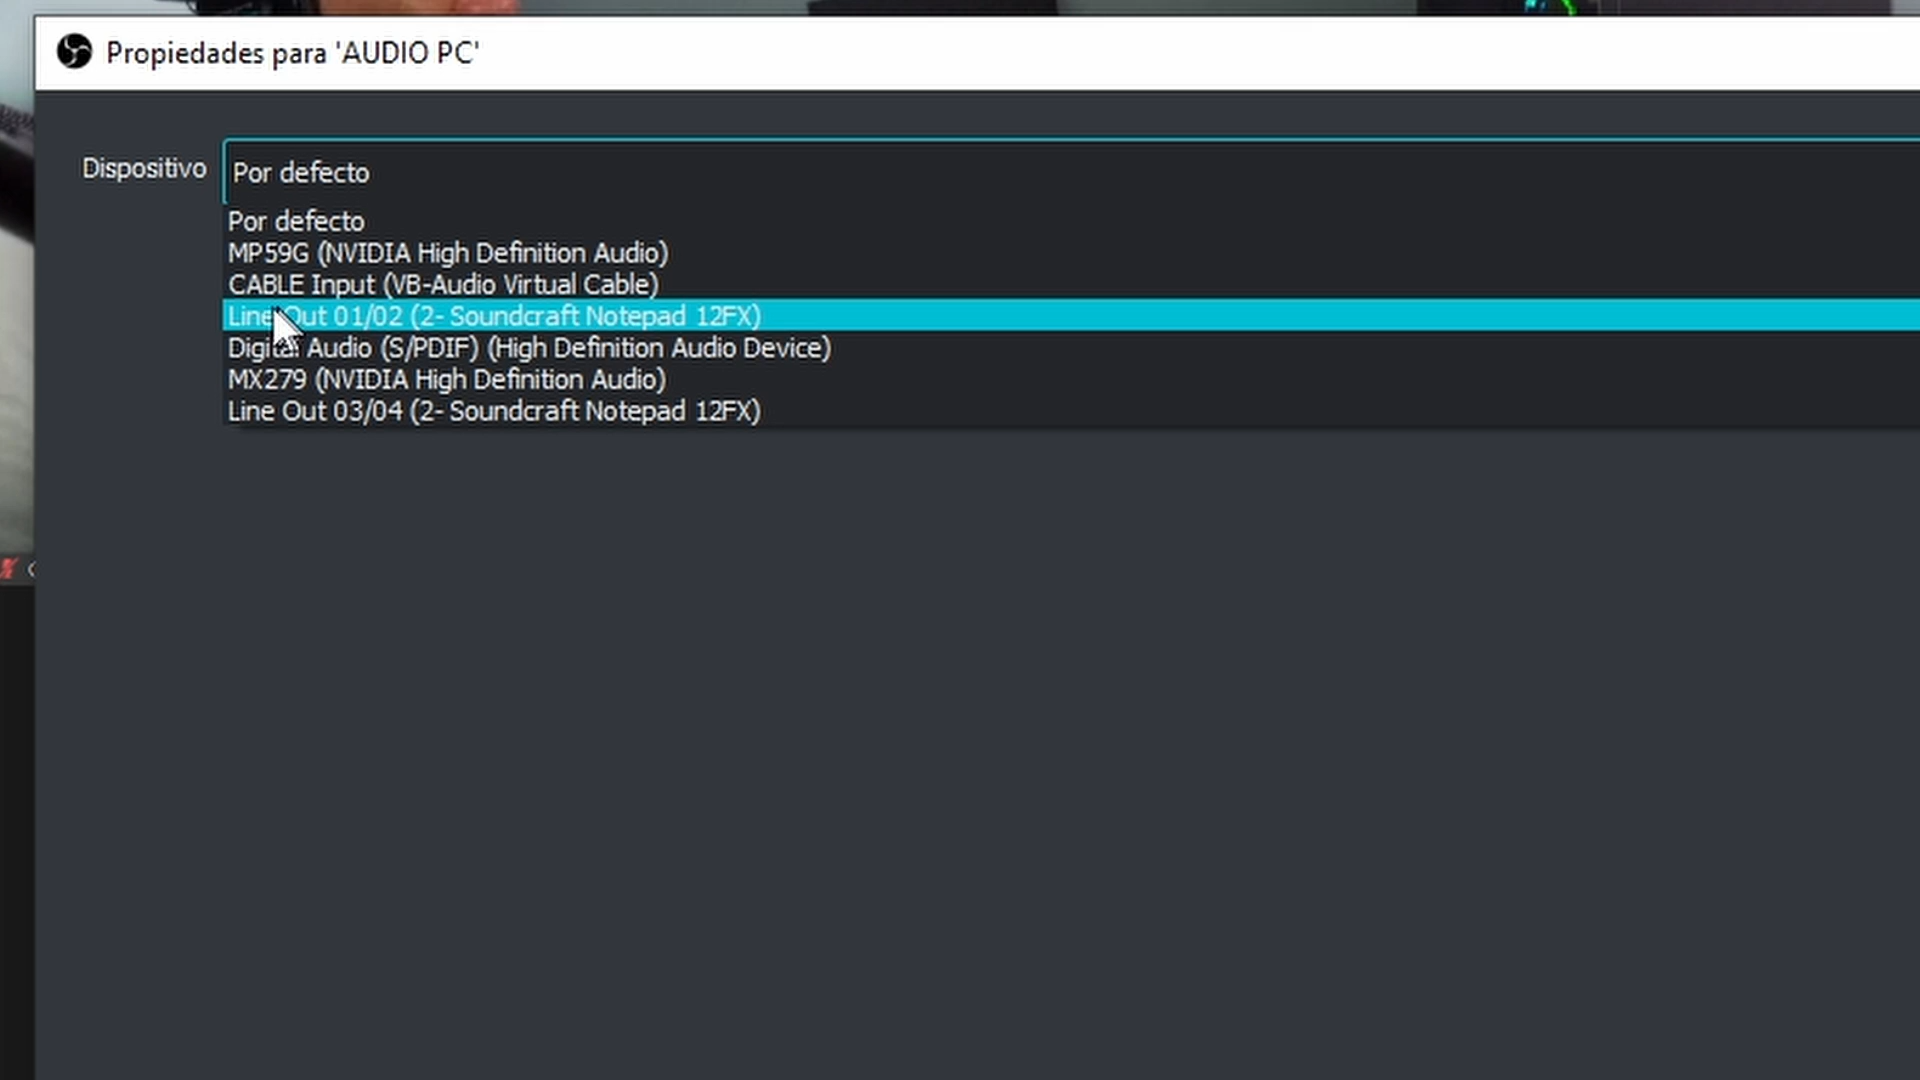 Propiedades para 'AUDIO PC'
Dispositivo
Por defecto
Por defecto
MP59G (NVIDIA High Definition Audio)
CABLE Input (VB-Audio Virtual Cable)
Line Out 01/02 (2- Soundcraft Notepad 12FX)
Digital Audio (S/PDIF) (High Definition Audio Device)
MX279 (NVIDIA High Definition Audio)
Line Out 03/04 (2- Soundcraft Notepad 12FX)